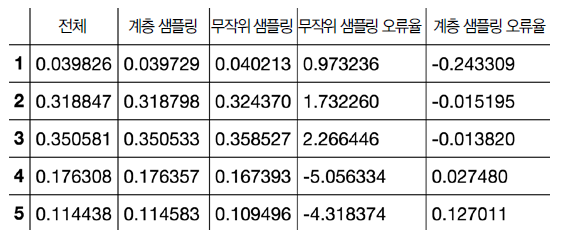 전체 계층 샘플링 무작위 샘플링 무작위 샘플링 오류율 계층 샘플링 오류율
1 0.039826 0.039729 0.040213 0.973236 -0.243309
2 0.318847 0.318798 0.324370 1.732260 -0.015195
3 0.350581 0.350533 0.358527 2.266446 -0.013820
4 0.176308 0.176357 0.167393 -5.056334 0.027480
5 0.114438 0.114583 0.109496 -4.318374 0.127011